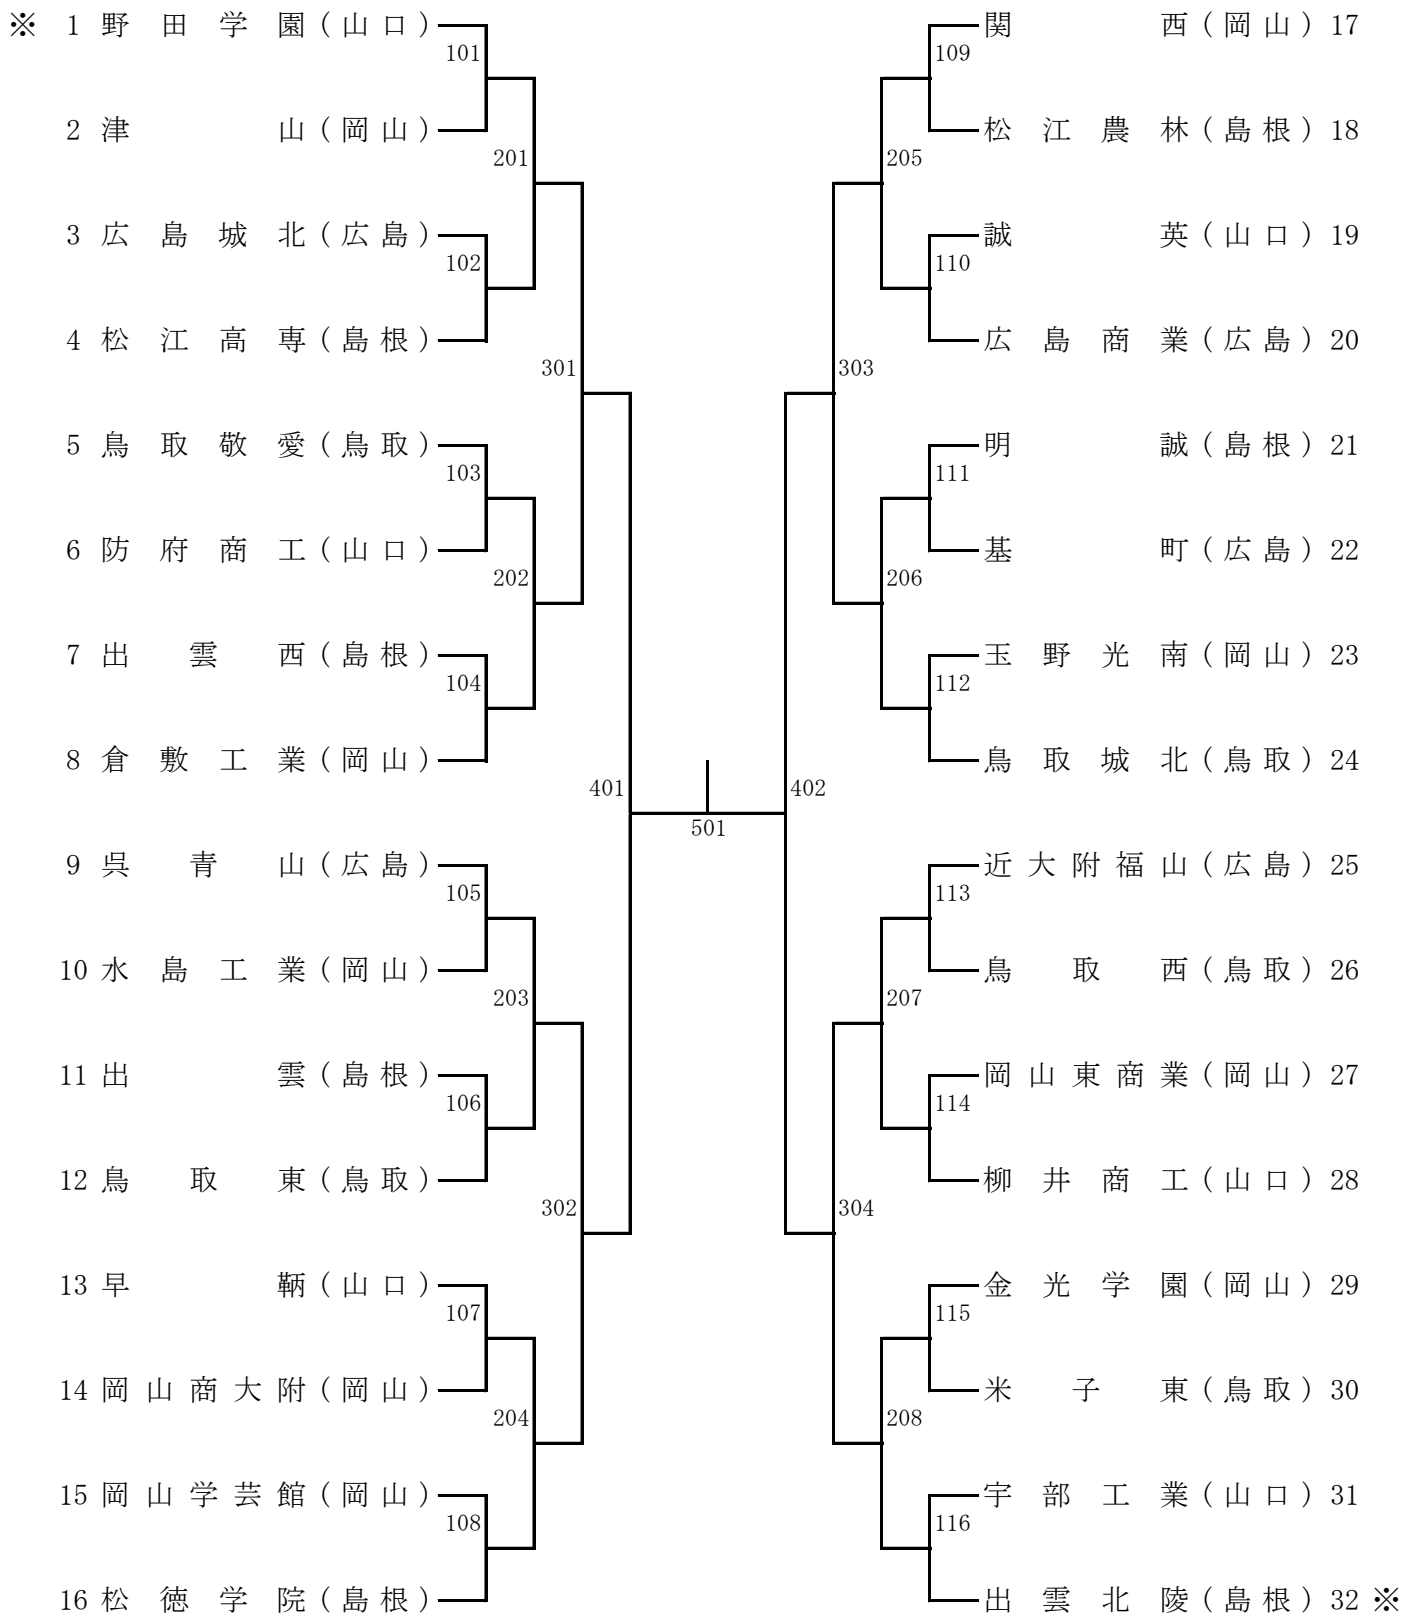 ※ 1 野田学園(山口)
101
2 津山(岡山)
201
3 広島城北(広島)
102
4 松江高専(島根)
301
5 鳥取敬愛(鳥取)
103
6 防府商工(山口)
202
7 出雲西(島根)
104
8 倉敷工業(岡山)
401
9 呉青山(広島)
105
10 水島工業(岡山)
203
11 出雲(島根)
106
12 鳥取東(鳥取)
302
13 早鞆(山口)
107
14 岡山商大附(岡山)
204
15 岡山学芸館(岡山)
108
16 松徳学院(島根)
501
関西(岡山) 17
109
松江農林(島根) 18
205
誠英(山口) 19
110
広島商業(広島) 20
303
明誠(島根) 21
111
基町(広島) 22
206
玉野光南(岡山) 23
112
鳥取城北(鳥取) 24
402
近大附福山(広島) 25
113
鳥取西(鳥取) 26
207
岡山東商業(岡山) 27
114
柳井商工(山口) 28
304
金光学園(岡山) 29
115
米子東(鳥取) 30
208
宇部工業(山口) 31
116
出雲北陵(島根) 32 ※